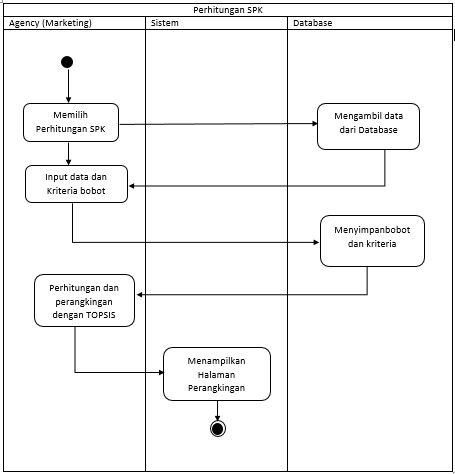 Perhitungan SPK
Agency (Marketing)
Sistem
Database
Memilih
Perhitungan SPK
Mengambil data
dari Database
Input data dan
Kriteria bobot
Menyimpanbobot
dan kriteria
Perhitungan dan
perangkingan
dengan TOPSIS
Menampilkan
Halaman
Perangkingan